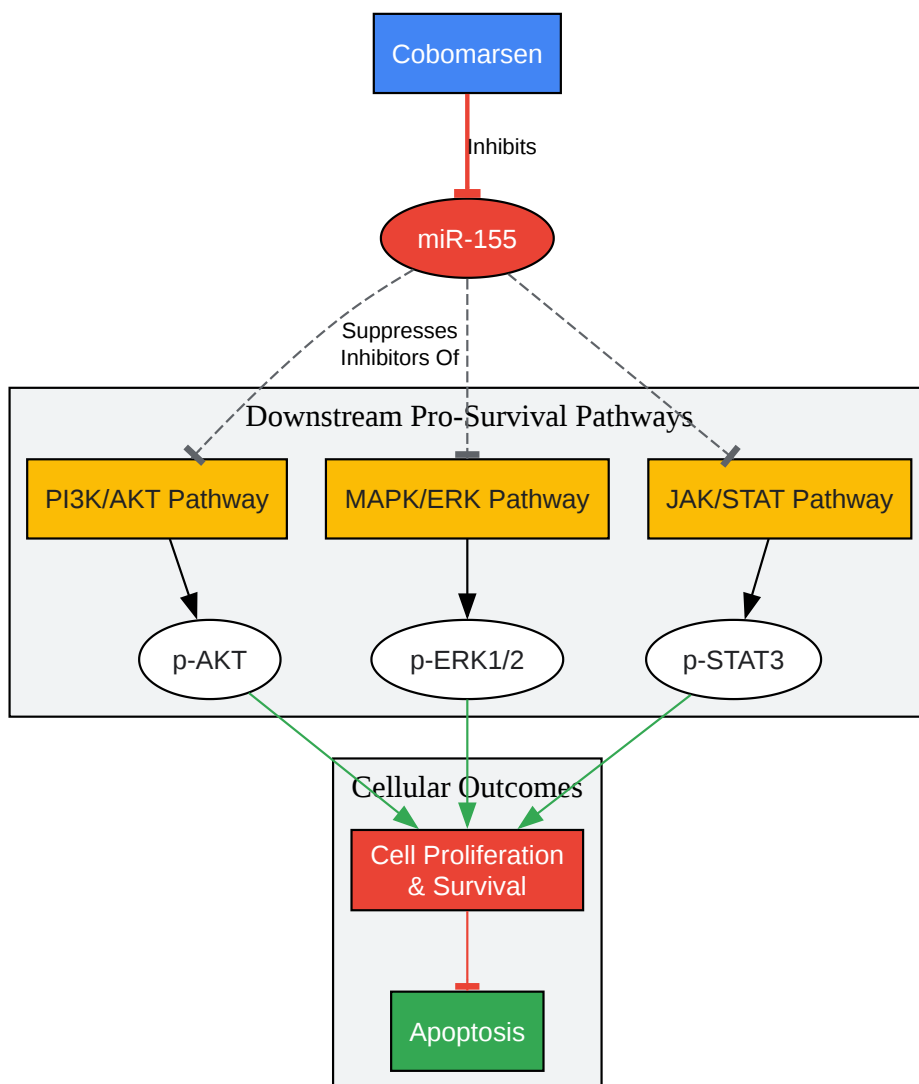 Cobomarsen
Inhibits
miR-155
Suppresses
Inhibitors Of
Downstream Pro-Survival Pathways
PI3K/AKT Pathway
MAPK/ERK Pathway
JAK/STAT Pathway
p-AKT
p-ERK1/2
p-STAT3
Cellular Outcomes
Cell Proliferation
& Survival
Apoptosis